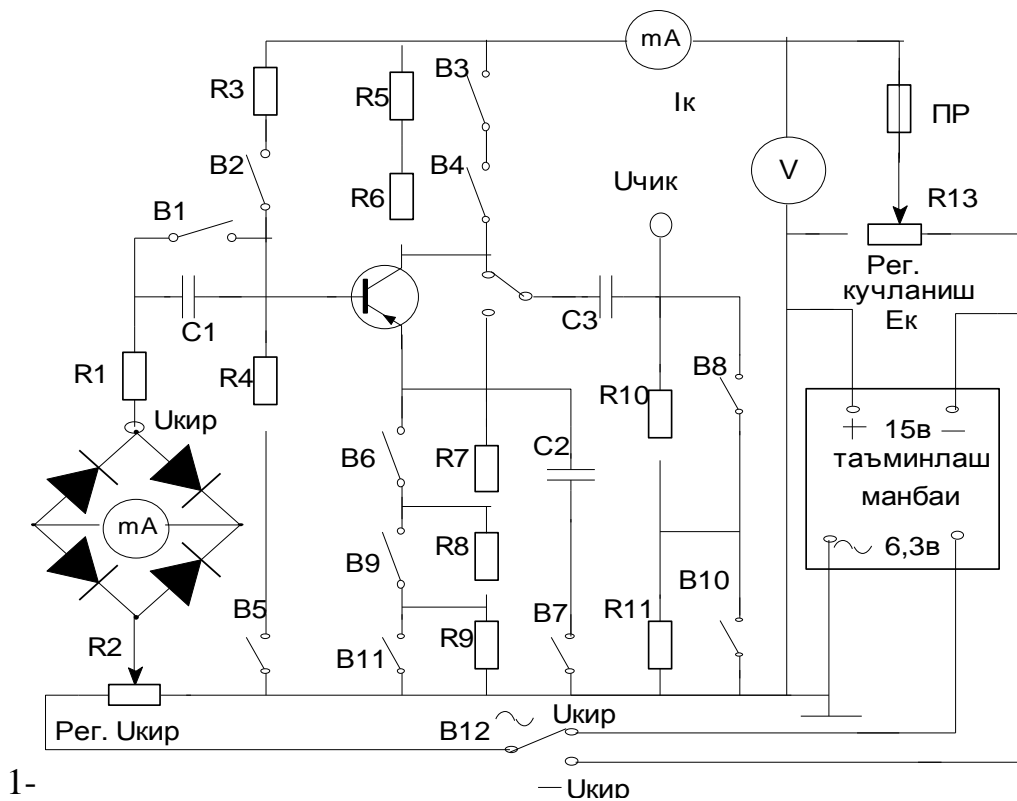 mA
R3
R5
B3
Iк
ПР
B2
R6
B4
Uчик
V
R13
B1
Рег.
кучланиш
Ек
C1
C3
R1
R4
B8
R10
Uкир
B6
R7
C2
+ 15в —
таъминлаш
манбаи
6,3в
mA
B9
R8
B10
R2
B5
B11
R9
B7
R11
Рег. Uкир
B12
Uкир
— Uкир
1-